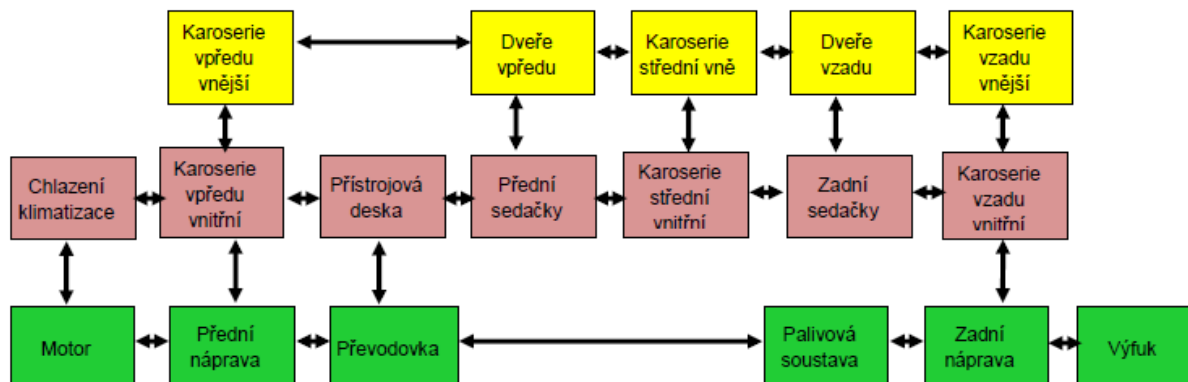 Karoserie
vpředu
vnější
Dveře
vpředu
Karoserie
střední vně
Dveře
vzadu
Karoserie
vzadu
vnější
Chlazení
klimatizace
Karoserie
vpředu
vnitřní
Přístrojová
deska
Přední
sedačky
Karoserie
střední
vnitřní
Zadní
sedačky
Karoserie
vzadu
vnitřní
Motor
Přední
náprava
Převodovka
Palivová
soustava
Zadní
náprava
Výfuk